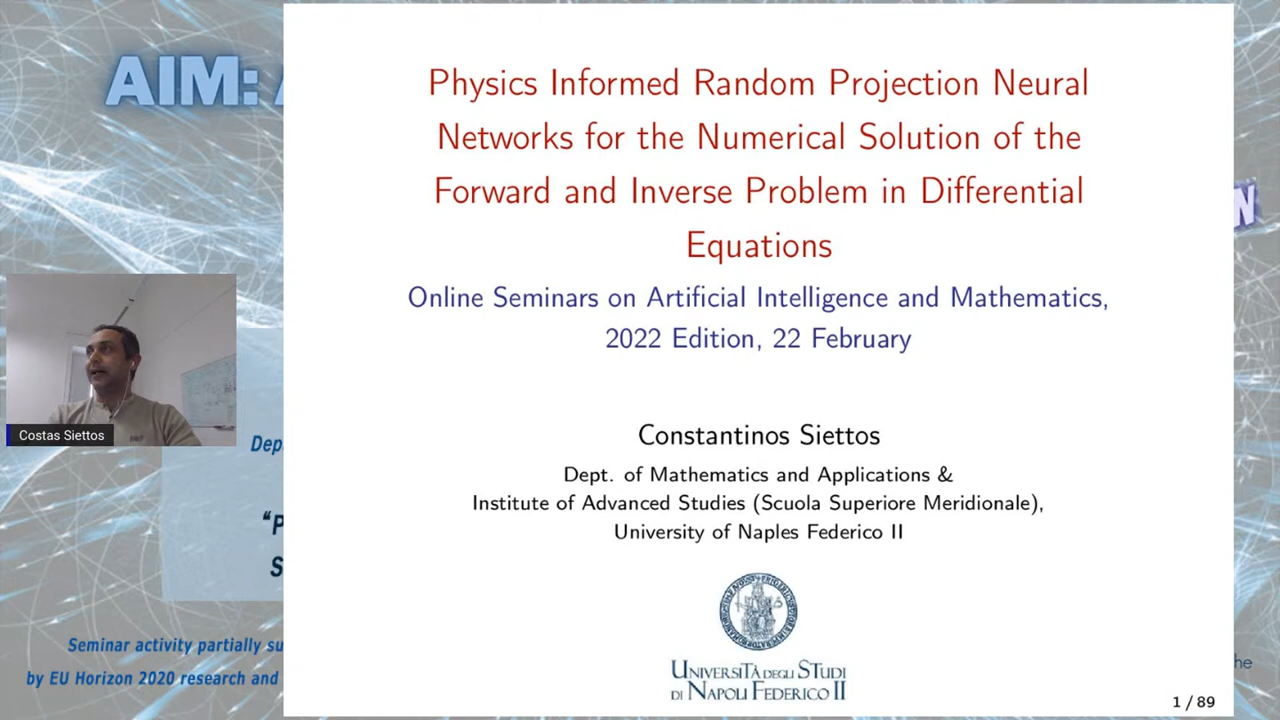 AIM:
Physics Informed Random Projection Neural
Networks for the Numerical Solution of the
Forward and Inverse Problem in Differential
Equations
Online Seminars on Artificial Intelligence and Mathematics,
2022 Edition, 22 February
Constantinos Siettos
Dept. of Mathematics and Applications &
Institute of Advanced Studies (Scuola Superiore Meridionale),
University of Naples Federico II
UNIVERSITÀ DEGLI STUDI
DI NAPOLI FEDERICO II
1 / 89
Costas Siettos
Seminar activity partially su
by EU Horizon 2020 research and
N
Dep
"P
S
he